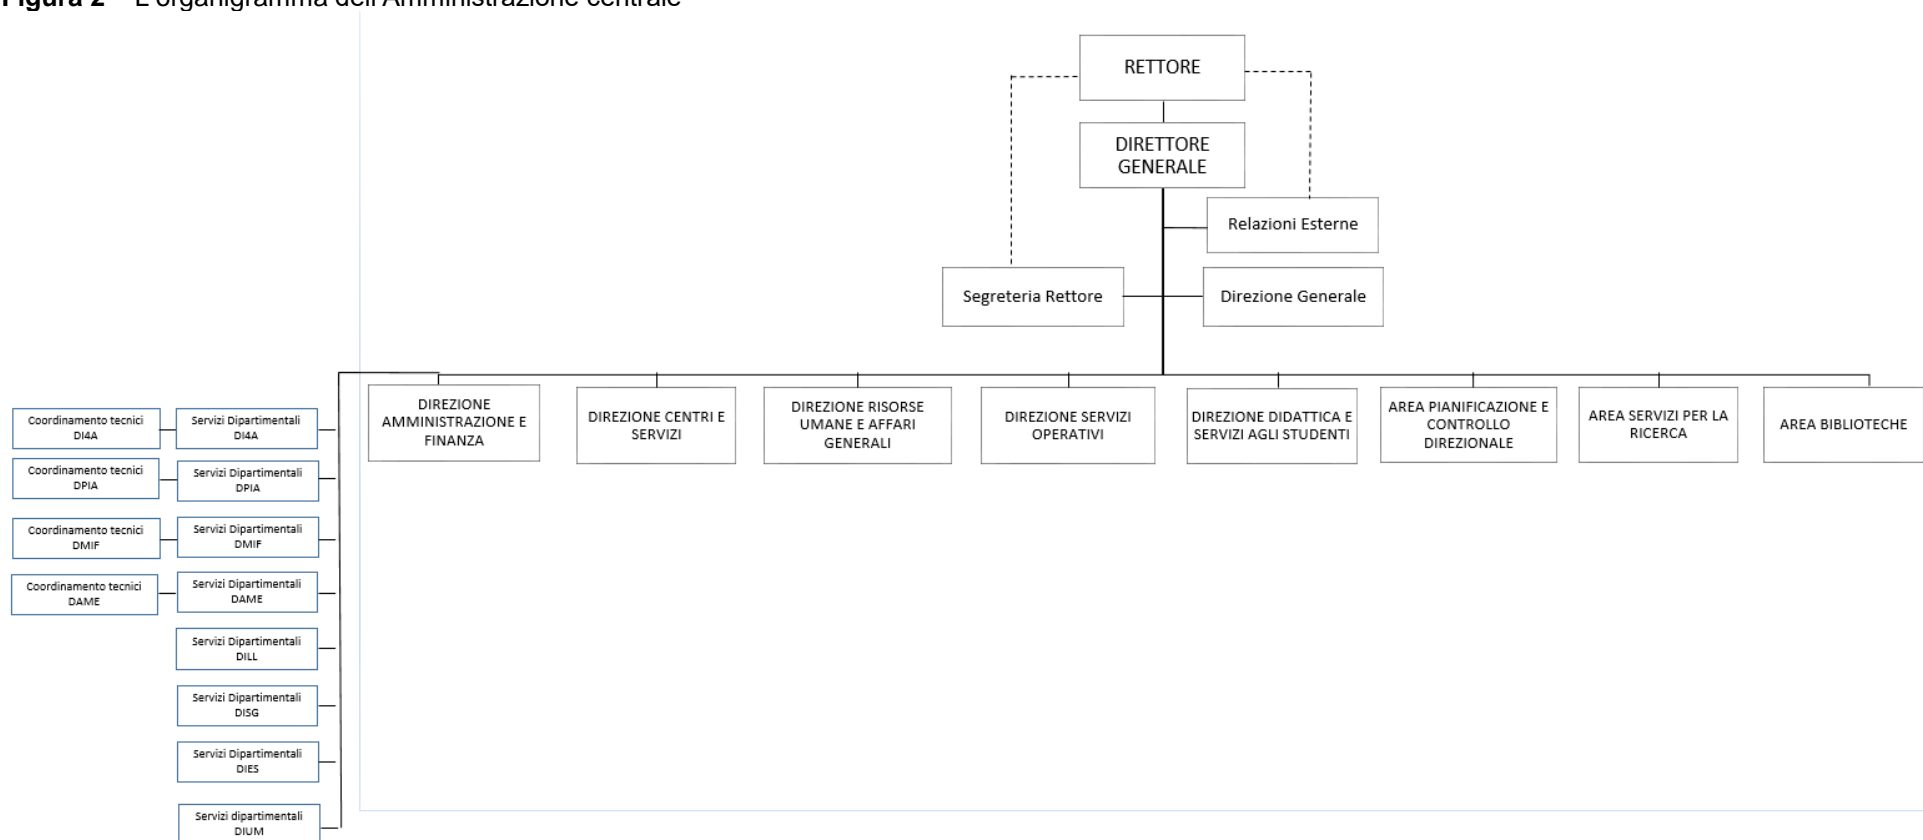 Figura 2 – L'organigramma dell'Amministrazione centrale
RETTORE
DIRETTORE
GENERALE
Relazioni Esterne
Segreteria Rettore
Direzione Generale
DIREZIONE
AMMINISTRAZIONE E
FINANZA
DIREZIONE CENTRI E
SERVIZI
DIREZIONE RISORSE
UMANE E AFFARI
GENERALI
DIREZIONE SERVIZI
OPERATIVI
DIREZIONE DIDATTICA E
SERVIZI AGLI STUDENTI
AREA PIANIFICAZIONE E
CONTROLLO
DIREZIONALE
AREA SERVIZI PER LA
RICERCA
AREA BIBLIOTECHE
Coordinamento tecnici
DI4A
Servizi Dipartimentali
DI4A
Coordinamento tecnici
DPIA
Servizi Dipartimentali
DPIA
Coordinamento tecnici
DMIF
Servizi Dipartimentali
DMIF
Coordinamento tecnici
DAME
Servizi Dipartimentali
DAME
Servizi Dipartimentali
DILL
Servizi Dipartimentali
DISG
Servizi Dipartimentali
DIES
Servizi dipartimentali
DIUM